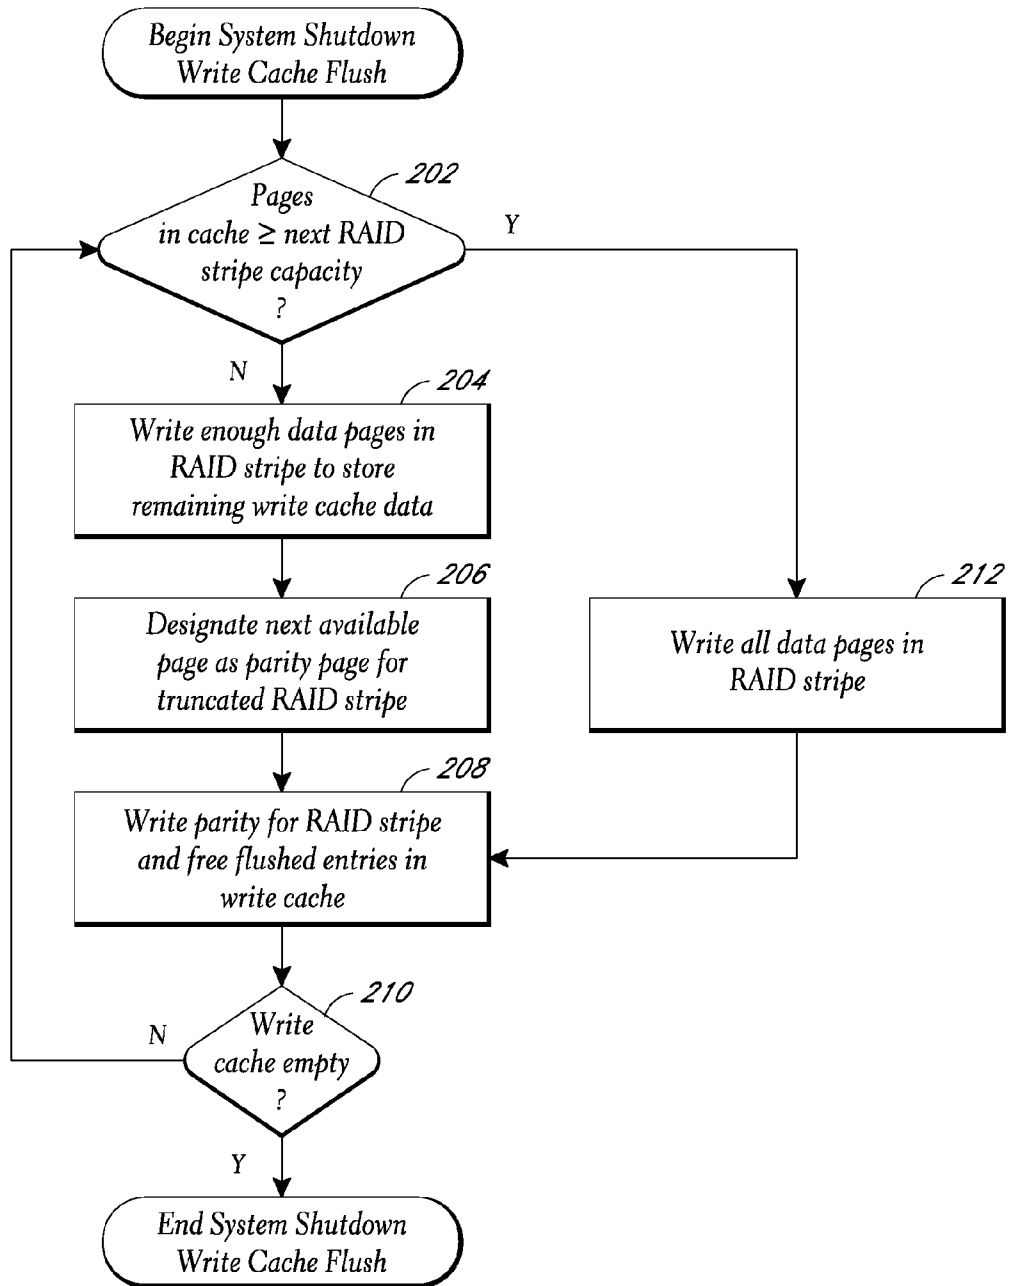 Begin System Shutdown
Write Cache Flush
202
Pages
in cache ≥ next RAID
stripe capacity
?
Y
N
204
Write enough data pages in
RAID stripe to store
remaining write cache data
206
Designate next available
page as parity page for
truncated RAID stripe
212
Write all data pages in
RAID stripe
208
Write parity for RAID stripe
and free flushed entries in
write cache
210
Write
cache empty
?
N
Y
End System Shutdown
Write Cache Flush